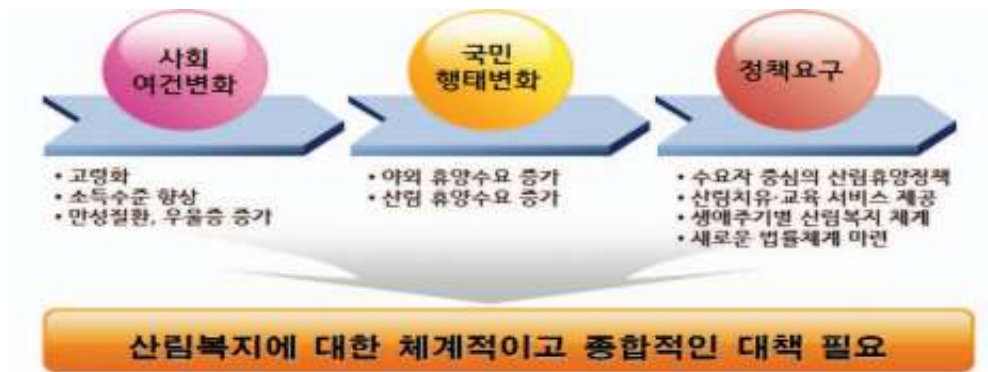 사회
여건변화
국민
행태변화
정책요구
• 고령화
• 소득수준 향상
• 만성질환, 우울증 증가
• 야외 휴양수요 증가
• 산림 휴양수요 증가
• 수요자 중심의 산림휴양정책
• 산림치유·교육 서비스 제공
• 생애주기별 산림복지 체계
• 새로운 법률체계 마련
산림복지에 대한 체계적이고 종합적인 대책 필요